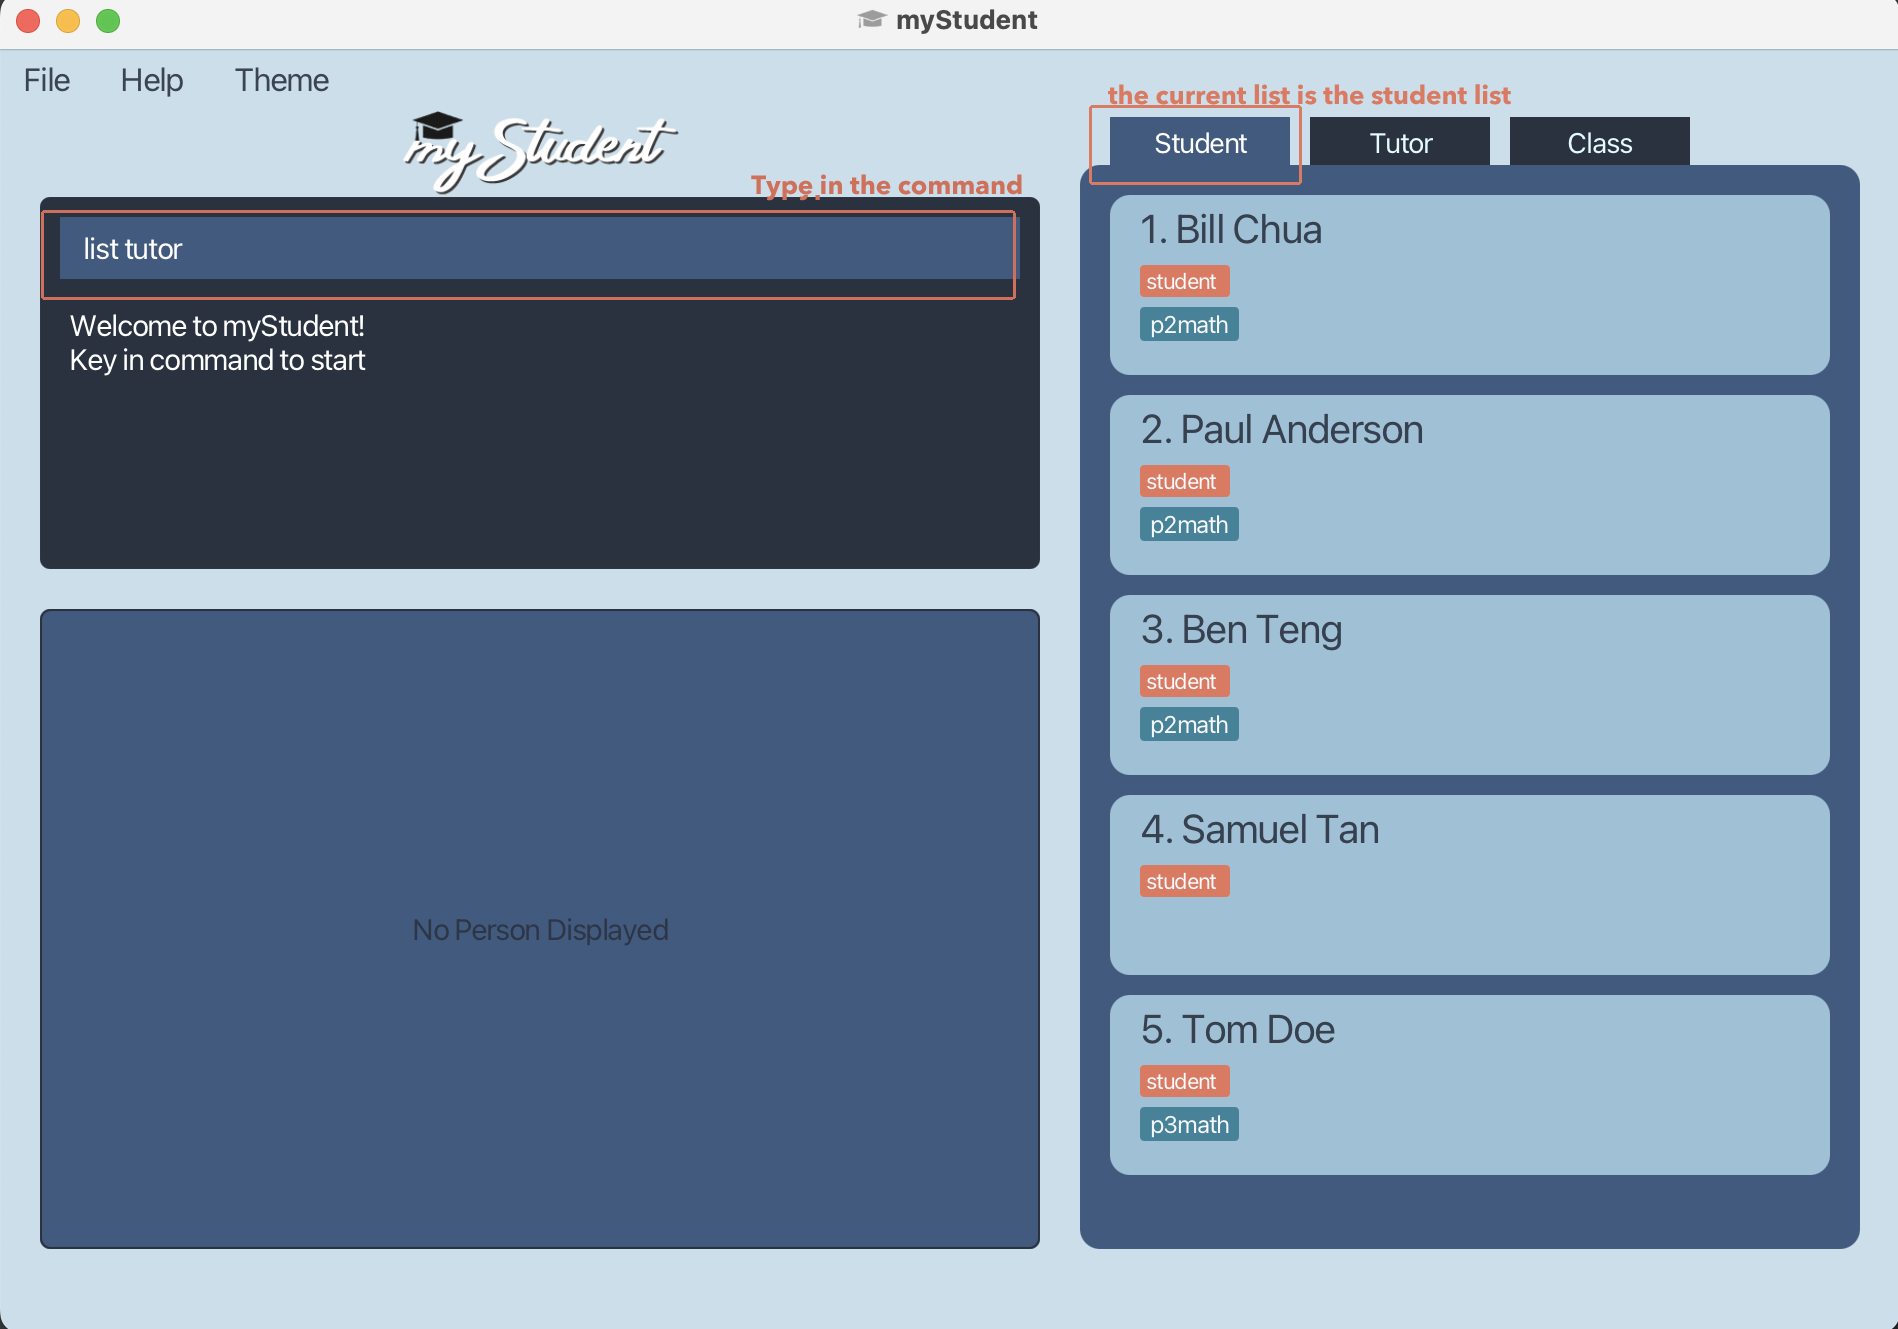 myStudent
File Help Theme
myStudent
Type in the command
list tutor
Welcome to myStudent!
Key in command to start
No Person Displayed
the current list is the student list
Student Tutor Class
1. Bill Chua
student
p2math
2. Paul Anderson
student
p2math
3. Ben Teng
student
p2math
4. Samuel Tan
student
5. Tom Doe
student
p3math